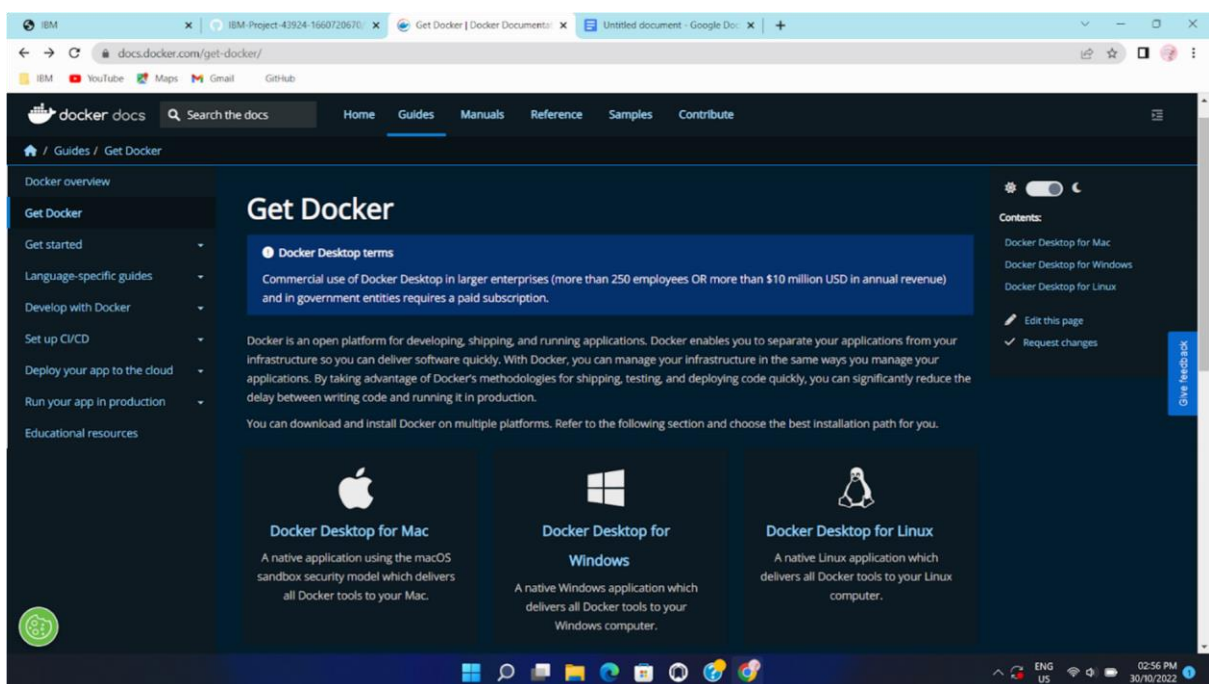 IBM
IBM-Project-43924-1660720670/
Get Docker | Docker Documenta
Untitled document - Google Doc
docs.docker.com/get-docker/
IBM YouTube Maps Gmail GitHub
docker docs
Search the docs
Home Guides Manuals Reference Samples Contribute
/ Guides / Get Docker
Docker overview
Get Docker
Get started
Language-specific guides
Develop with Docker
Set up CI/CD
Deploy your app to the cloud
Run your app in production
Educational resources
Get Docker
Docker Desktop terms
Commercial use of Docker Desktop in larger enterprises (more than 250 employees OR more than $10 million USD in annual revenue)
and in government entities requires a paid subscription.
Docker is an open platform for developing, shipping, and running applications. Docker enables you to separate your applications from your
infrastructure so you can deliver software quickly. With Docker, you can manage your infrastructure in the same ways you manage your
applications. By taking advantage of Docker's methodologies for shipping, testing, and deploying code quickly, you can significantly reduce the
delay between writing code and running it in production.
You can download and install Docker on multiple platforms. Refer to the following section and choose the best installation path for you.
Docker Desktop for Mac
A native application using the macOS
sandbox security model which delivers
all Docker tools to your Mac.
Docker Desktop for
Windows
A native Windows application which
delivers all Docker tools to your
Windows computer.
Docker Desktop for Linux
A native Linux application which
delivers all Docker tools to your Linux
computer.
Contents:
Docker Desktop for Mac
Docker Desktop for Windows
Docker Desktop for Linux
Edit this page
Request changes
Give feedback
ENG
US
02:56 PM
30/10/2022
1